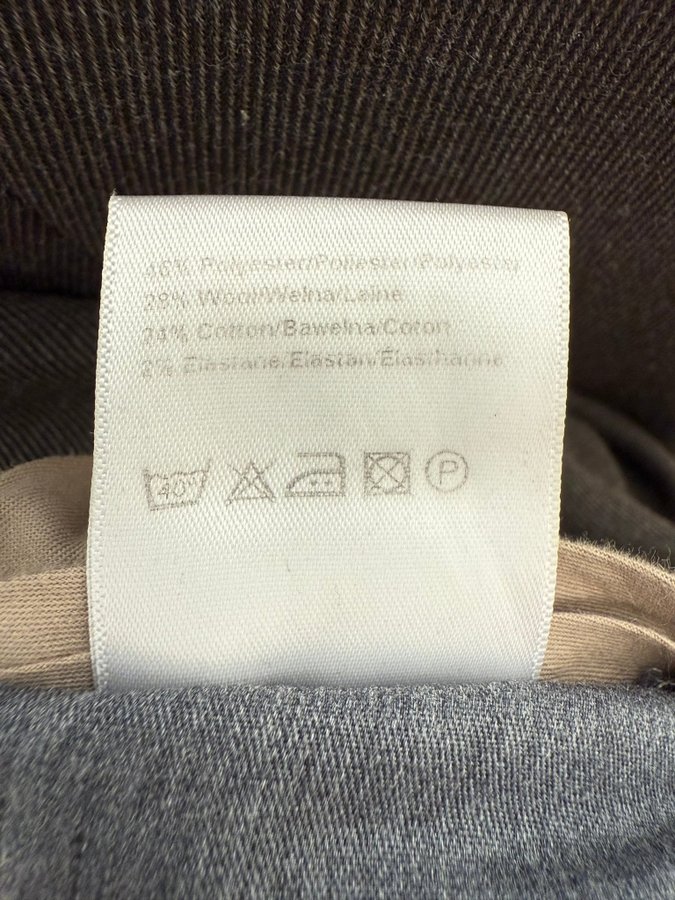 46% Polyester/Poliester/Polyester
28% Wool/Wełna/Laine
24% Cotton/Bawełna/Coton
2% Elastane/Elastan/Élasthanne
40° P